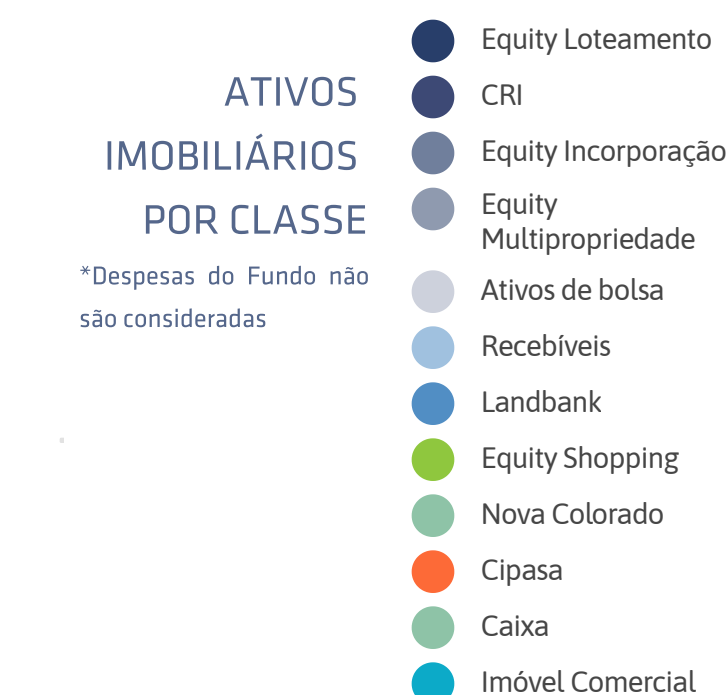 ATIVOS
IMOBILIÁRIOS
POR CLASSE
*Despesas do Fundo não
são consideradas
Equity Loteamento
CRI
Equity Incorporação
Equity
Multipropriedade
Ativos de bolsa
Recebíveis
Landbank
Equity Shopping
Nova Colorado
Cipasa
Caixa
Imóvel Comercial